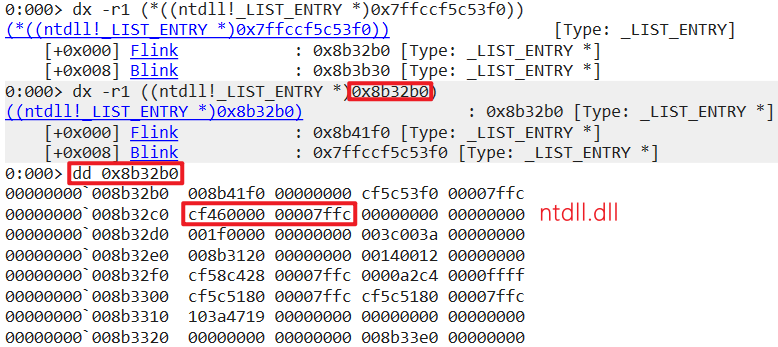 0:000> dx -r1 (*((ntdll!_LIST_ENTRY *)0x7ffccf5c53f0))
(*((ntdll!_LIST_ENTRY *)0x7ffccf5c53f0)) [Type: _LIST_ENTRY]
[+0x000] Flink : 0x8b32b0 [Type: _LIST_ENTRY *]
[+0x008] Blink : 0x8b3b30 [Type: _LIST_ENTRY *]
0:000> dx -r1 ((ntdll!_LIST_ENTRY *)0x8b32b0)
((ntdll!_LIST_ENTRY *)0x8b32b0) : 0x8b32b0 [Type: _LIST_ENTRY *]
[+0x000] Flink : 0x8b41f0 [Type: _LIST_ENTRY *]
[+0x008] Blink : 0x7ffccf5c53f0 [Type: _LIST_ENTRY *]
0:000> dd 0x8b32b0
00000000`008b32b0 008b41f0 00000000 cf5c53f0 00007ffc
00000000`008b32c0 cf460000 00007ffc 00000000 00000000 ntdll.dll
00000000`008b32d0 001f0000 00000000 003c003a 00000000
00000000`008b32e0 008b3120 00000000 00140012 00000000
00000000`008b32f0 cf58c428 00007ffc 0000a2c4 0000ffff
00000000`008b3300 cf5c5180 00007ffc cf5c5180 00007ffc
00000000`008b3310 103a4719 00000000 00000000 00000000
00000000`008b3320 00000000 00000000 008b33e0 00000000